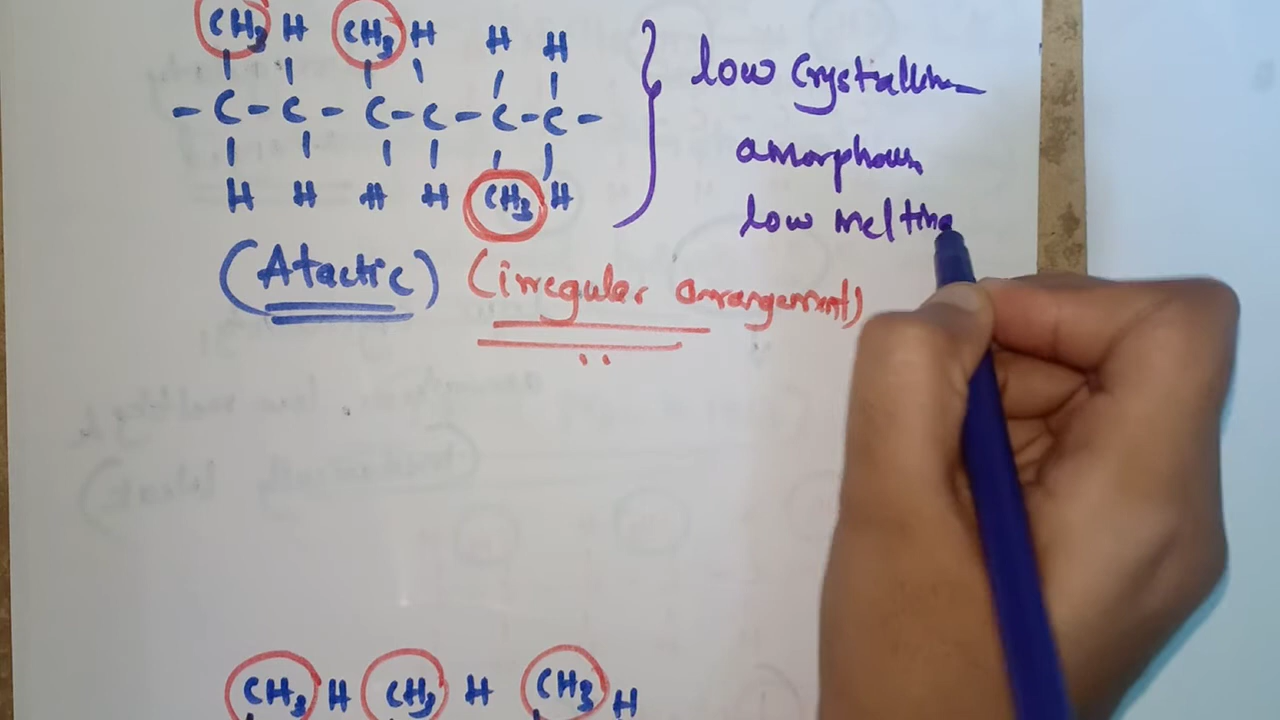 CH3 H CH3 H H H
- C - C - C - C - C - C -
H H H H CH3 H
low crystalline
amorphous
low melting
(Atactic) (irregular arrangement)
CH3 H CH3 H CH3 H